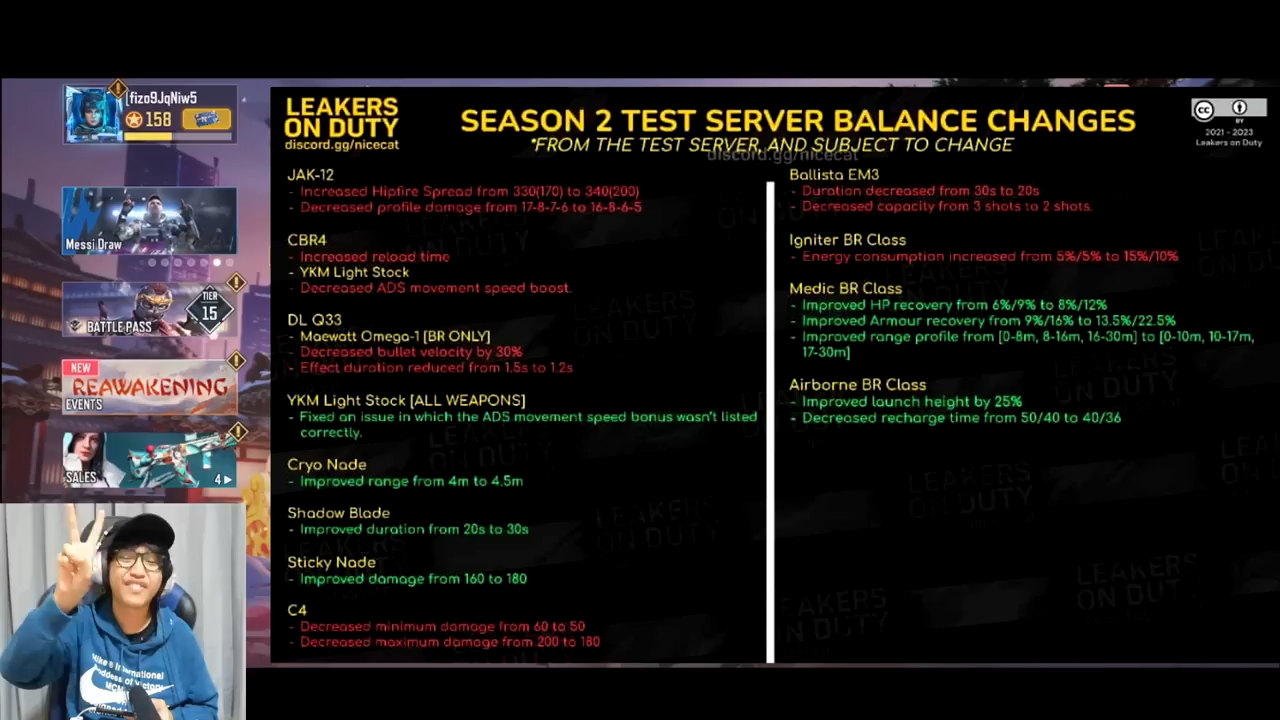 [fizo9JqNiw5
158
Messi Draw
BATTLE PASS
TIER
15
NEW
REAWAKENING
EVENTS
SALES
4
LEAKERS
ON DUTY
discord.gg/nicecat
SEASON 2 TEST SERVER BALANCE CHANGES
*FROM THE TEST SERVER, AND SUBJECT TO CHANGE
discord.gg/nicecat
CC
BY
2021 - 2023
Leakers on Duty
JAK-12
- Increased Hipfire Spread from 330(170) to 340(200)
- Decreased profile damage from 17-8-7-6 to 16-8-6-5
CBR4
- Increased reload time
- YKM Light Stock
- Decreased ADS movement speed boost.
DL Q33
- Maewatt Omega-1 [BR ONLY]
- Decreased bullet velocity by 30%
- Effect duration reduced from 1.5s to 1.2s
YKM Light Stock [ALL WEAPONS]
- Fixed an issue in which the ADS movement speed bonus wasn't listed
correctly.
Cryo Nade
- Improved range from 4m to 4.5m
Shadow Blade
- Improved duration from 20s to 30s
Sticky Nade
- Improved damage from 160 to 180
C4
- Decreased minimum damage from 60 to 50
- Decreased maximum damage from 200 to 180
Ballista EM3
- Duration decreased from 30s to 20s
- Decreased capacity from 3 shots to 2 shots.
Igniter BR Class
- Energy consumption increased from 5%/5% to 15%/10%
Medic BR Class
- Improved HP recovery from 6%/9% to 8%/12%
- Improved Armour recovery from 9%/16% to 13.5%/22.5%
- Improved range profile from [0-8m, 8-16m, 16-30m] to [0-10m, 10-17m,
17-30m]
Airborne BR Class
- Improved launch height by 25%
- Decreased recharge time from 50/40 to 40/36
LEAKERS
ON DUTY